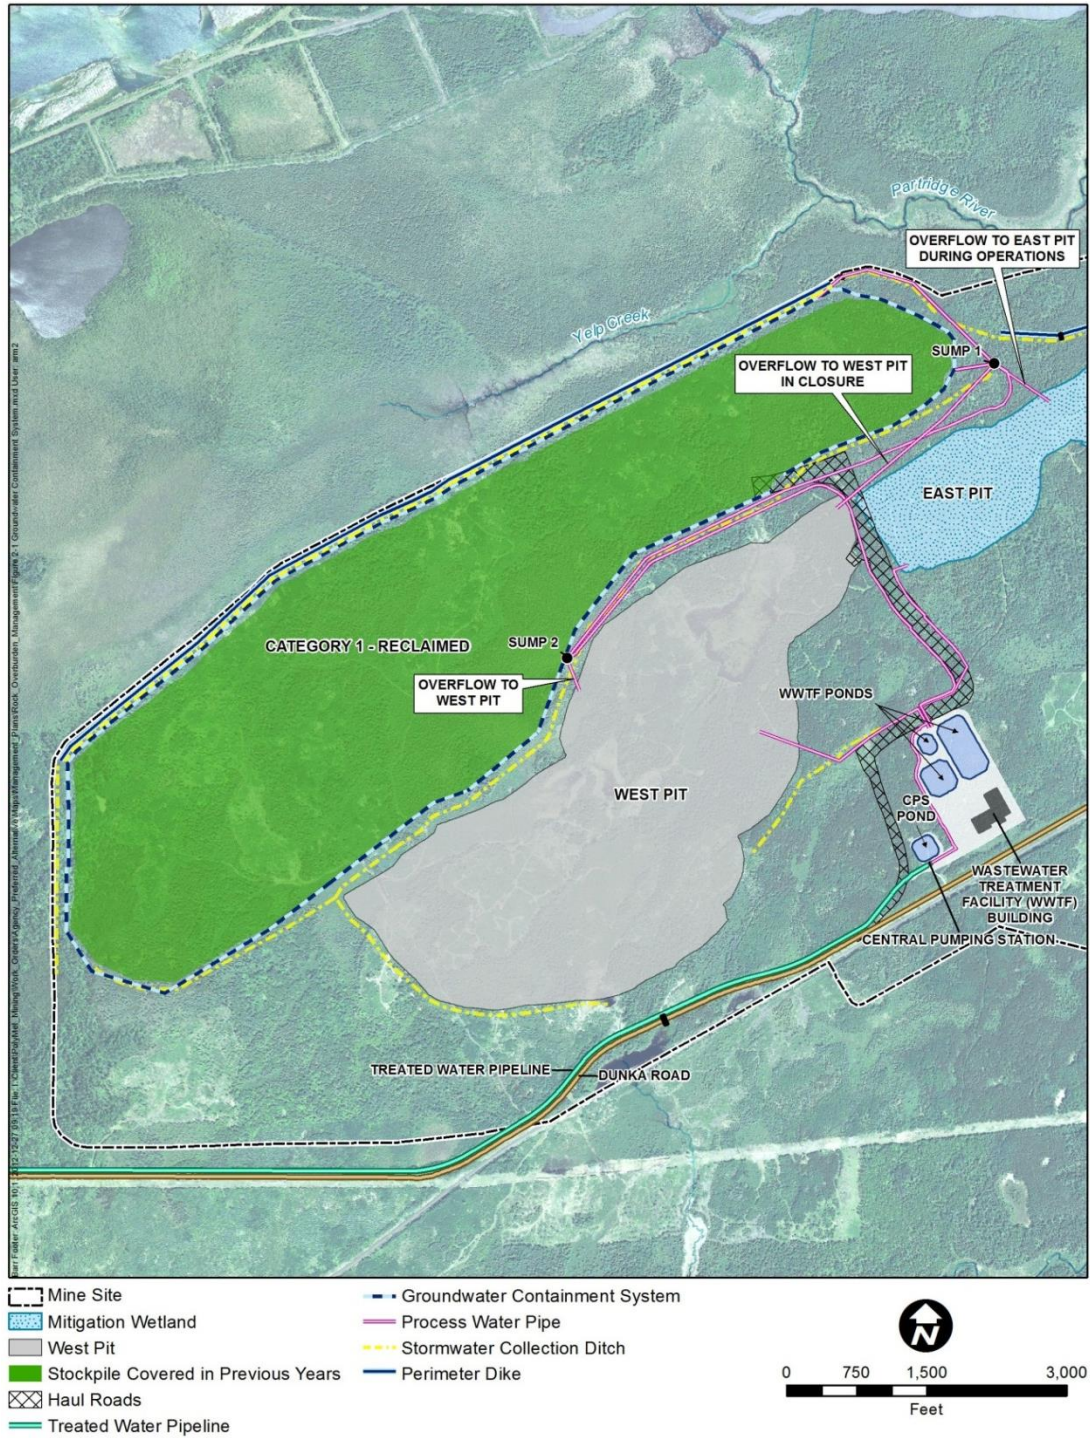 Partridge River
OVERFLOW TO EAST PIT
DURING OPERATIONS
Yelp Creek
SUMP 1
OVERFLOW TO WEST PIT
IN CLOSURE
EAST PIT
CATEGORY 1 - RECLAIMED
SUMP 2
OVERFLOW TO
WEST PIT
WWTF PONDS
WEST PIT
CPS
POND
WASTEWATER
TREATMENT
FACILITY (WWTF)
BUILDING
CENTRAL PUMPING STATION
TREATED WATER PIPELINE
DUNKA ROAD
Mine Site
Mitigation Wetland
West Pit
Stockpile Covered in Previous Years
Haul Roads
Treated Water Pipeline
Groundwater Containment System
Process Water Pipe
Stormwater Collection Ditch
Perimeter Dike
N
0 750 1,500 3,000
Feet